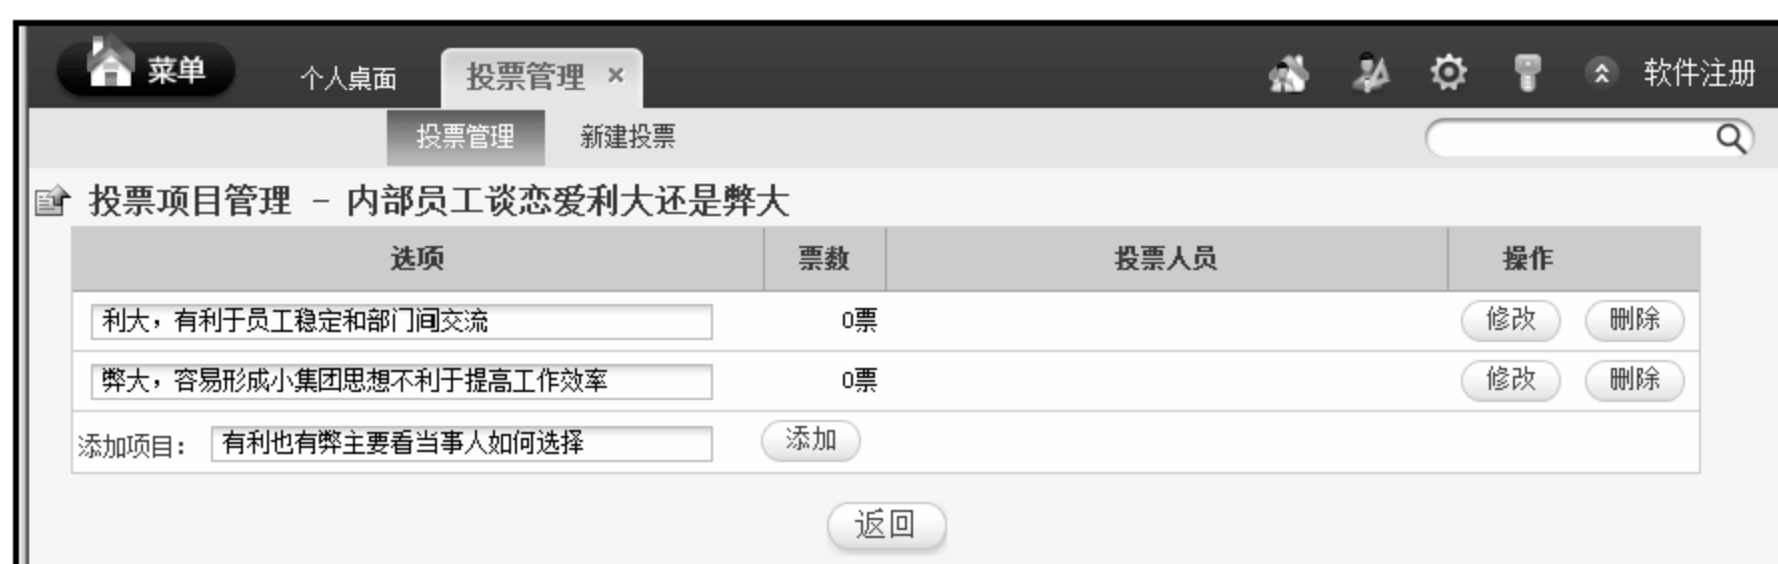 菜单 个人桌面 投票管理 × 软件注册
投票管理 新建投票
投票项目管理 - 内部员工谈恋爱利大还是弊大
选项 票数 投票人员 操作
利大，有利于员工稳定和部门间交流 0票 修改 删除
弊大，容易形成小集团思想不利于提高工作效率 0票 修改 删除
添加项目： 有利也有弊主要看当事人如何选择 添加
返回